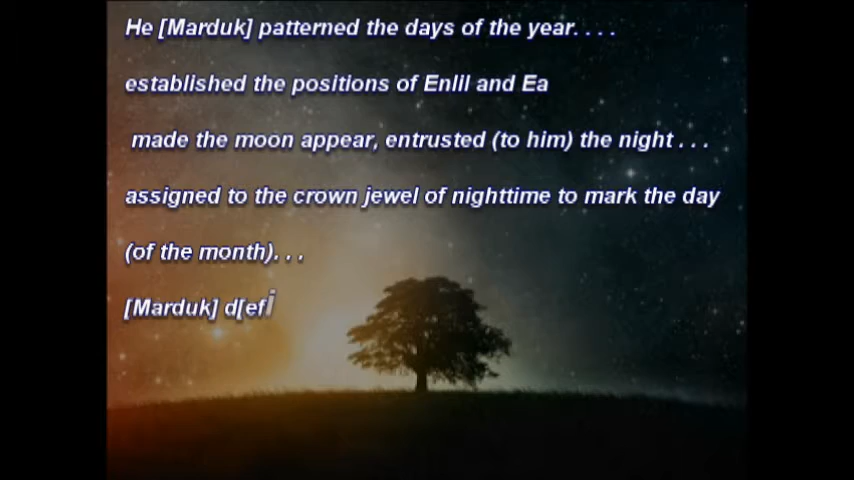 He [Marduk] patterned the days of the year. . . .
established the positions of Enlil and Ea
made the moon appear, entrusted (to him) the night . . .
assigned to the crown jewel of nighttime to mark the day
(of the month). . .
[Marduk] d[efi